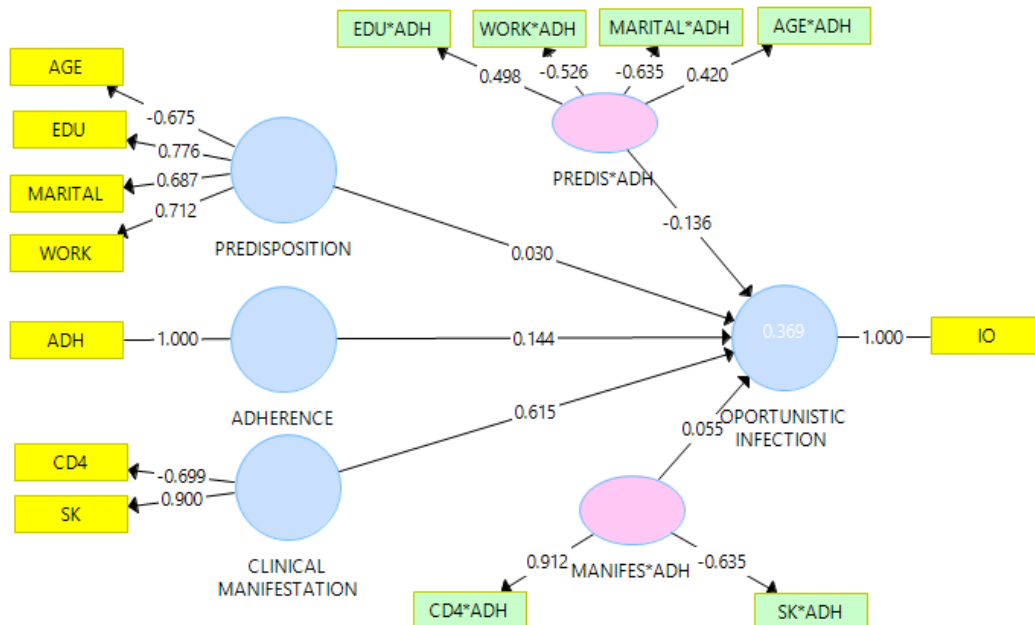 EDU*ADH
WORK*ADH
MARITAL*ADH
AGE*ADH
0.498
-0.526
-0.635
0.420
PREDIS*ADH
-0.136
AGE
EDU
MARITAL
WORK
-0.675
0.776
0.687
0.712
PREDISPOSITION
0.030
ADH
1.000
ADHERENCE
0.144
0.369
1.000
IO
OPORTUNISTIC
INFECTION
CD4
SK
-0.699
0.900
CLINICAL
MANIFESTATION
0.615
0.055
MANIFES*ADH
0.912
-0.635
CD4*ADH
SK*ADH